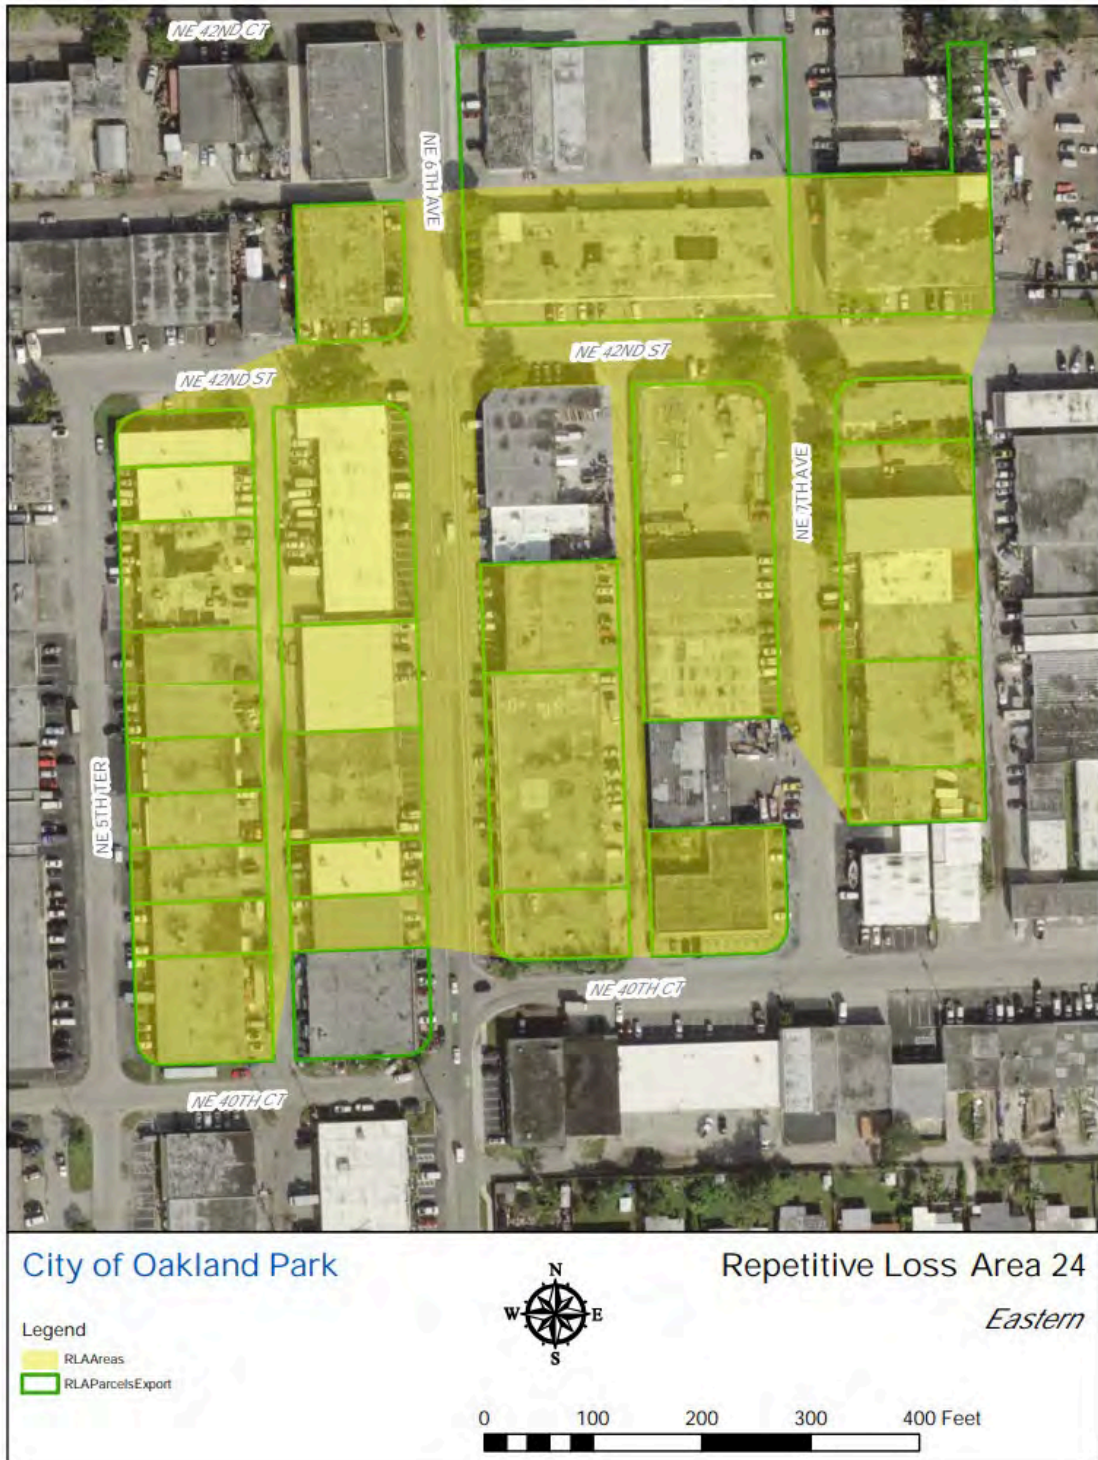 NE 42ND CT
NE 6TH AVE
NE 42ND ST
NE 42ND ST
NE 7TH AVE
NE 5TH TER
NE 40TH CT
NE 40TH CT
City of Oakland Park
Repetitive Loss Area 24
Eastern
N
W E
S
Legend
RLAAreas
RLAParcelsExport
0 100 200 300 400 Feet